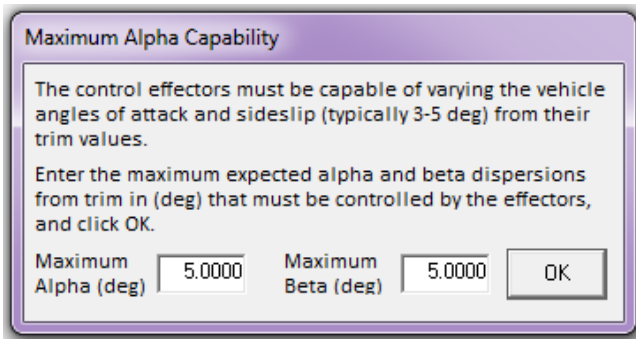 Maximum Alpha Capability
The control effectors must be capable of varying the vehicle
angles of attack and sideslip (typically 3-5 deg) from their
trim values.
Enter the maximum expected alpha and beta dispersions
from trim in (deg) that must be controlled by the effectors,
and click OK.
Maximum Alpha (deg) 5.0000 Maximum Beta (deg) 5.0000 OK